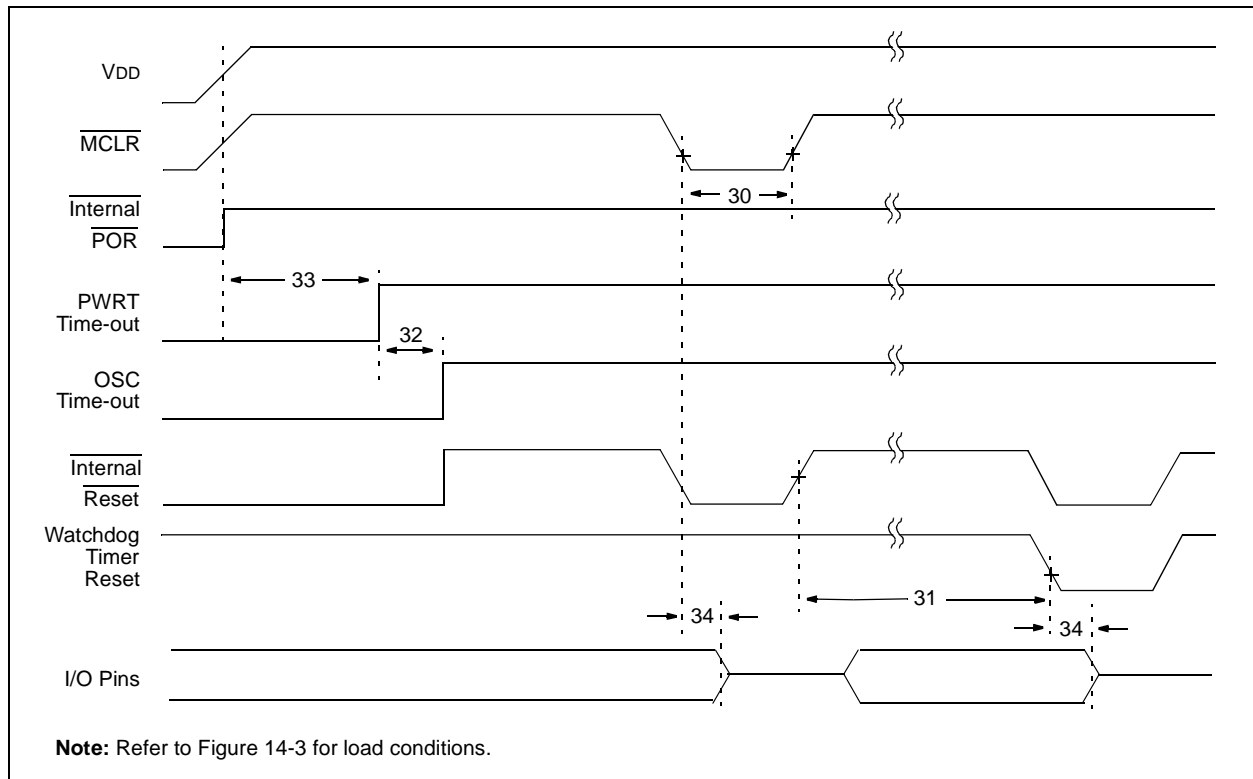 VDD
MCLR
30
Internal
POR
33
PWRT
Time-out
32
OSC
Time-out
Internal
Reset
Watchdog
Timer
Reset
31
34
34
I/O Pins
Note: Refer to Figure 14-3 for load conditions.